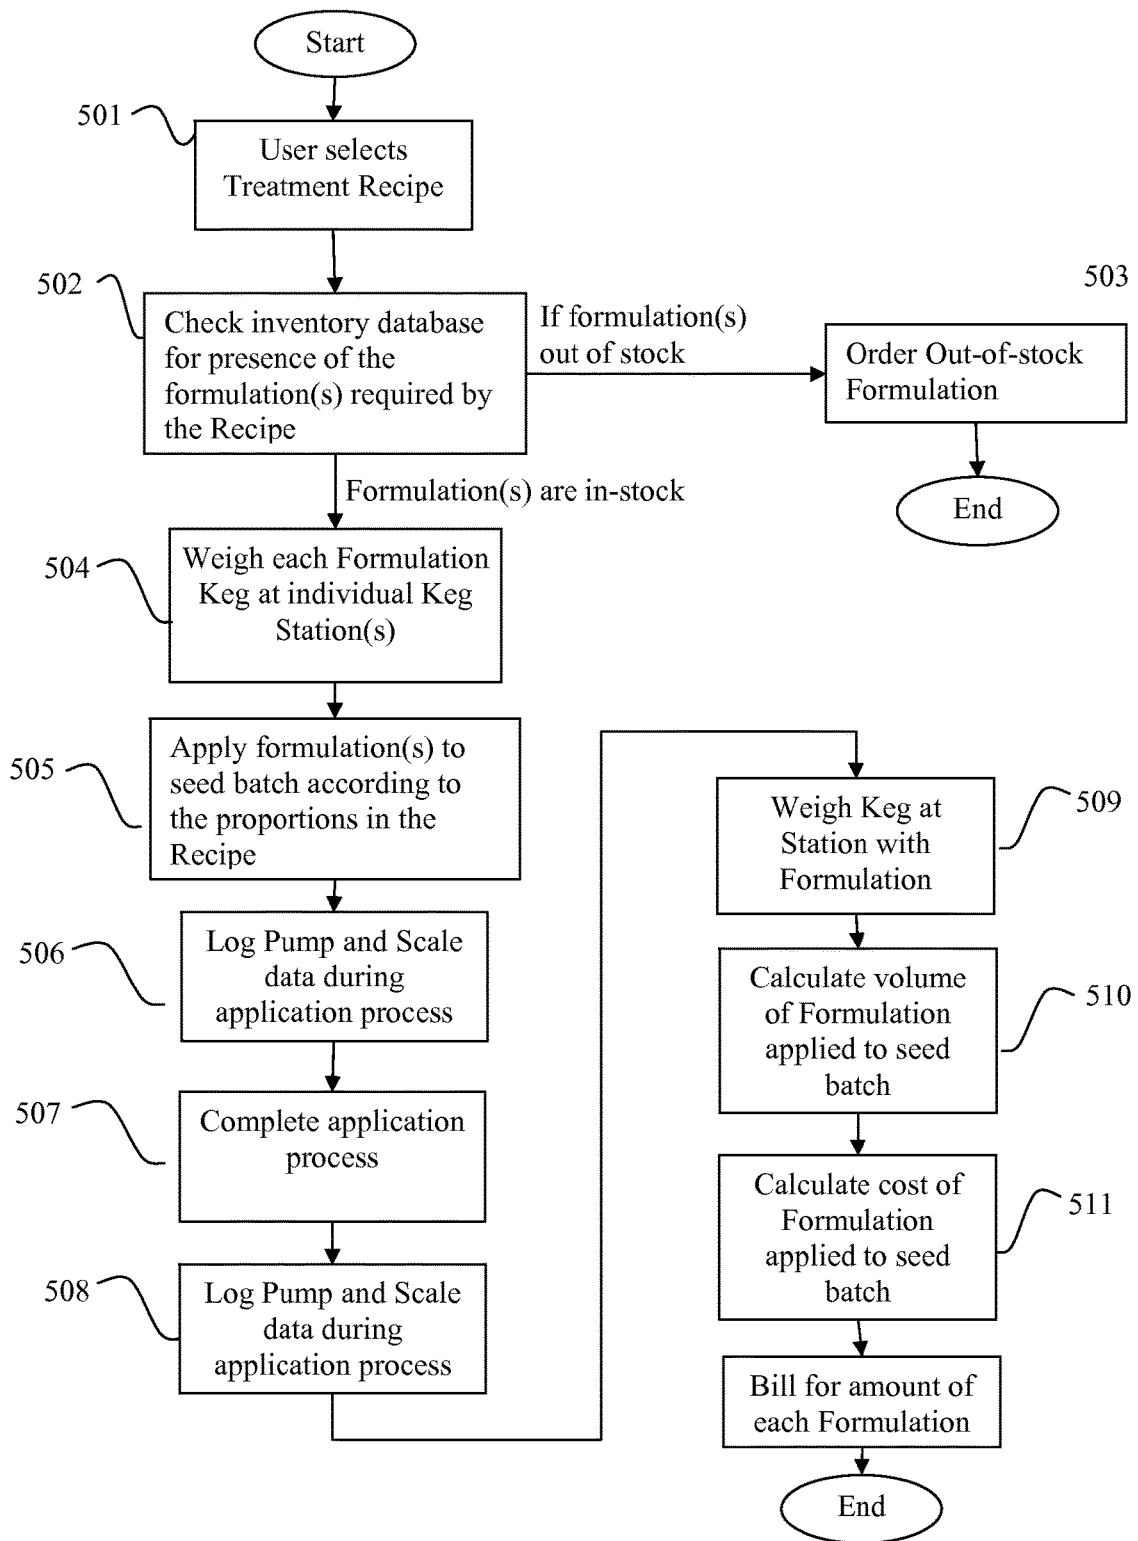 Start
501
User selects
Treatment Recipe
502
Check inventory database
for presence of the
formulation(s) required by
the Recipe
If formulation(s)
out of stock
503
Order Out-of-stock
Formulation
End
Formulation(s) are in-stock
504
Weigh each Formulation
Keg at individual Keg
Station(s)
505
Apply formulation(s) to
seed batch according to
the proportions in the
Recipe
506
Log Pump and Scale
data during
application process
507
Complete application
process
508
Log Pump and Scale
data during
application process
509
Weigh Keg at
Station with
Formulation
510
Calculate volume
of Formulation
applied to seed
batch
511
Calculate cost of
Formulation
applied to seed
batch
Bill for amount of
each Formulation
End